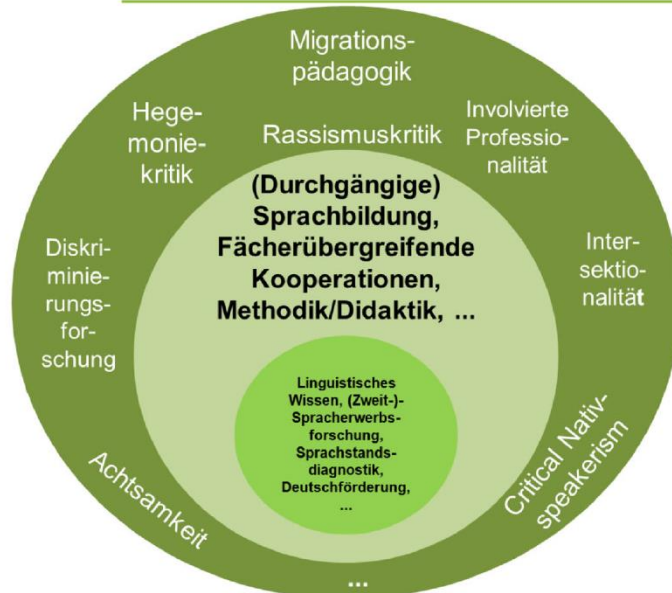 Migrations-
pädagogik
Hege-
monie-
kritik
Rassismuskritik
Involvierte
Professio-
nalität
Diskri-
minie-
rungs-
for-
schung
Inter-
sektio-
nalität
(Durchgängige)
Sprachbildung,
Fächerübergreifende
Kooperationen,
Methodik/Didaktik, ...
Linguistisches
Wissen, (Zweit-)-
Spracherwerbs-
forschung,
Sprachstands-
diagnostik,
Deutschförderung,
...
Achtsamkeit
Critical Nativ-
speakerism
...